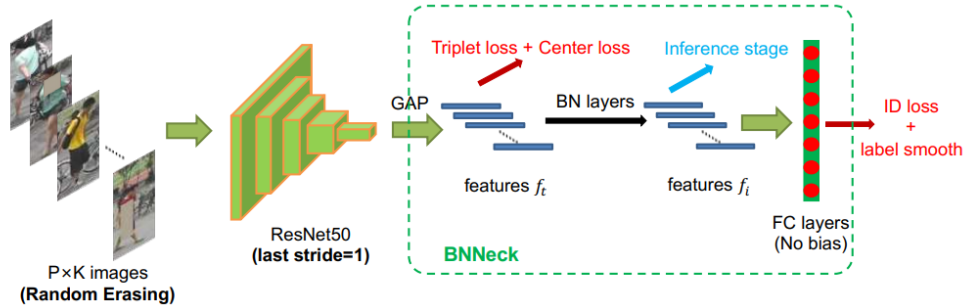 Triplet loss + Center loss
Inference stage
GAP
BN layers
ID loss
+
label smooth
features f_t
features f_i
ResNet50
(last stride=1)
BNNeck
FC layers
(No bias)
P×K images
(Random Erasing)